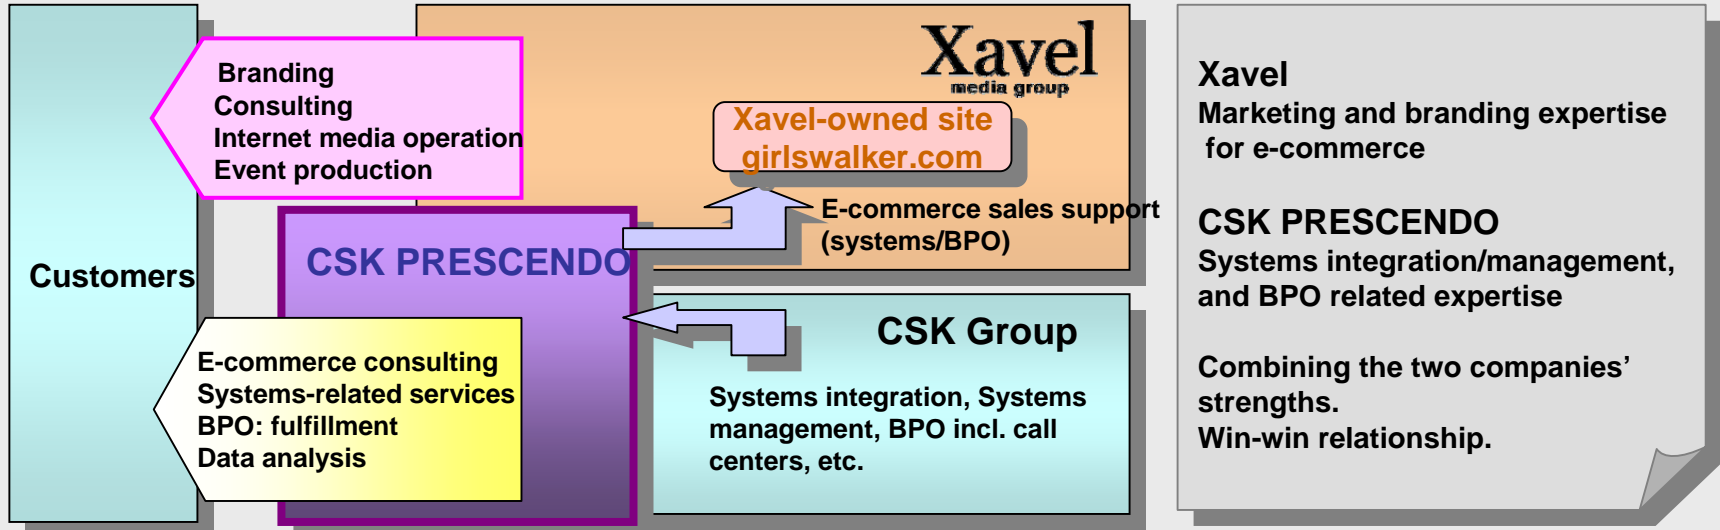 Customers
Branding
Consulting
Internet media operation
Event production
Xavel
media group
Xavel-owned site
girlswalker.com
E-commerce sales support
(systems/BPO)
CSK PRESCENDO
E-commerce consulting
Systems-related services
BPO: fulfillment
Data analysis
CSK Group
Systems integration, Systems
management, BPO incl. call
centers, etc.
Xavel
Marketing and branding expertise
for e-commerce
CSK PRESCENDO
Systems integration/management,
and BPO related expertise
Combining the two companies’
strengths.
Win-win relationship.